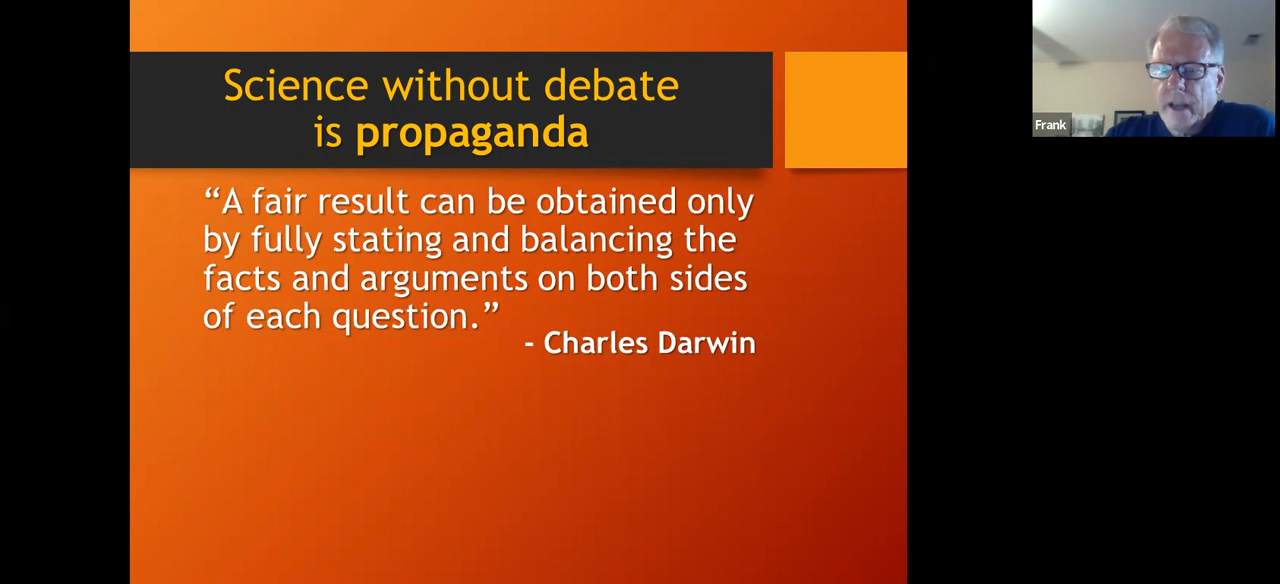 Science without debate
is propaganda
“A fair result can be obtained only
by fully stating and balancing the
facts and arguments on both sides
of each question.”
- Charles Darwin
Frank